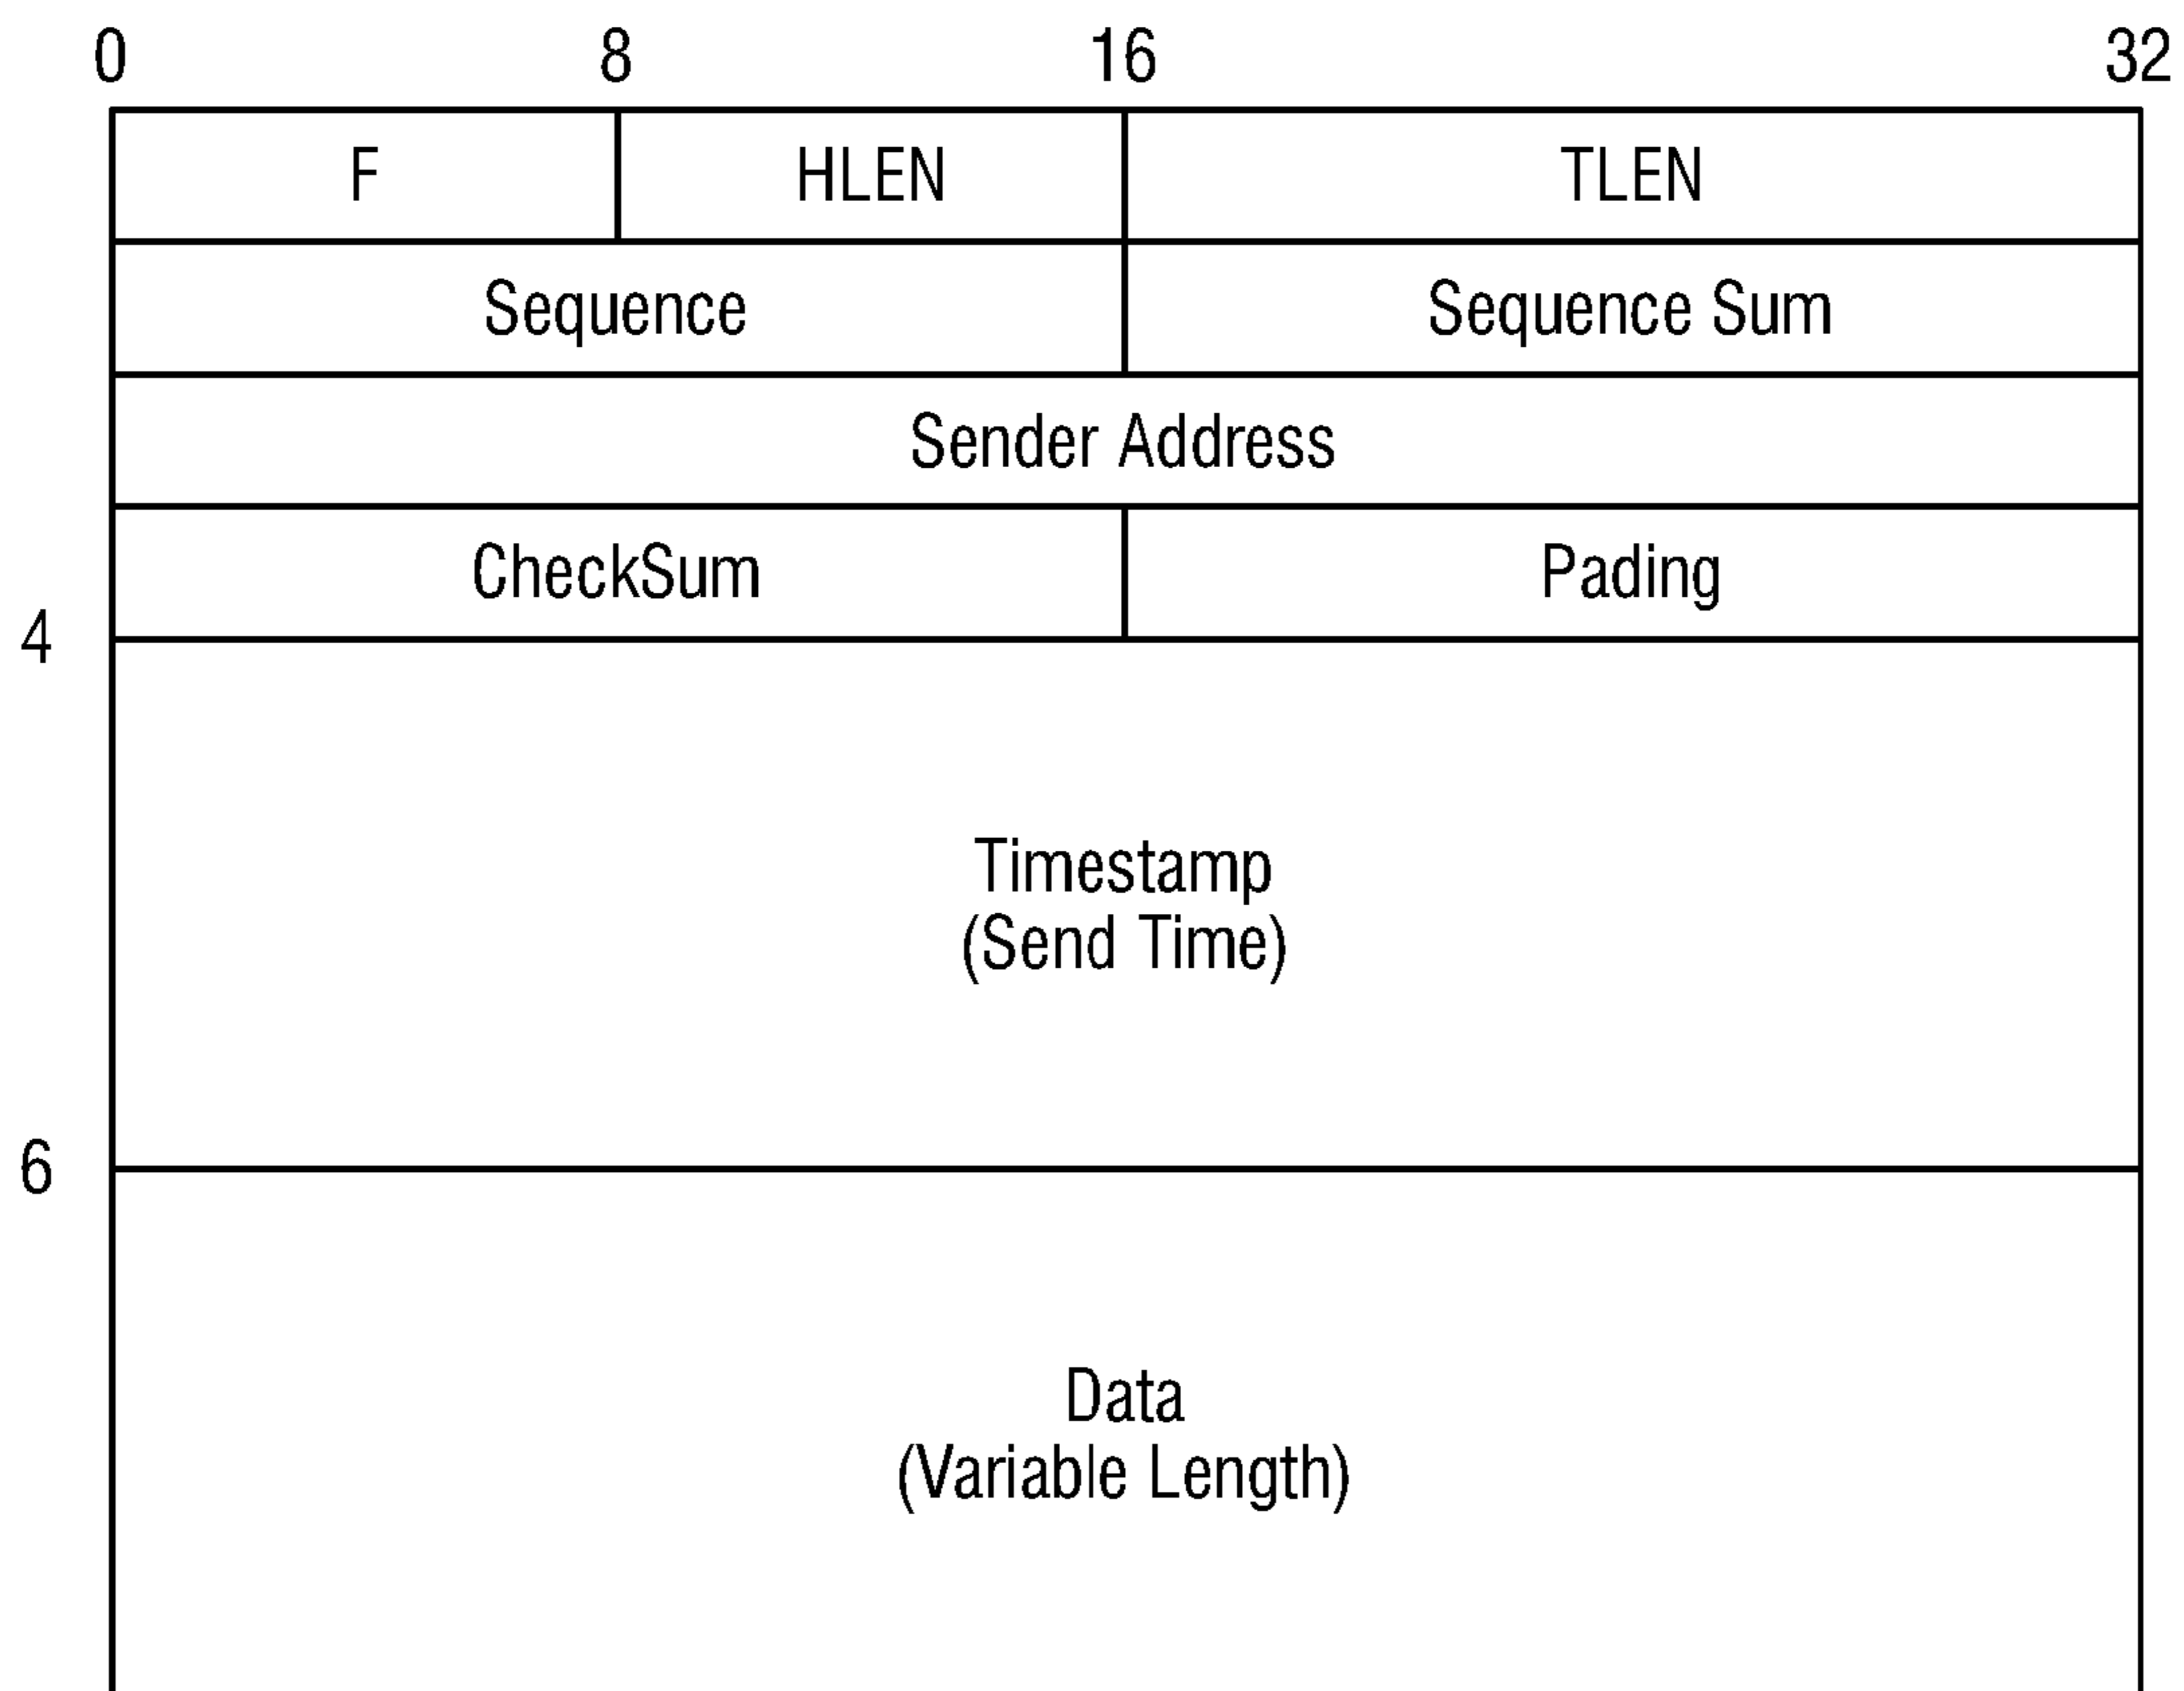 0 8 16 32
F HLEN TLEN
Sequence Sequence Sum
Sender Address
CheckSum Pading
4
Timestamp
(Send Time)
6
Data
(Variable Length)